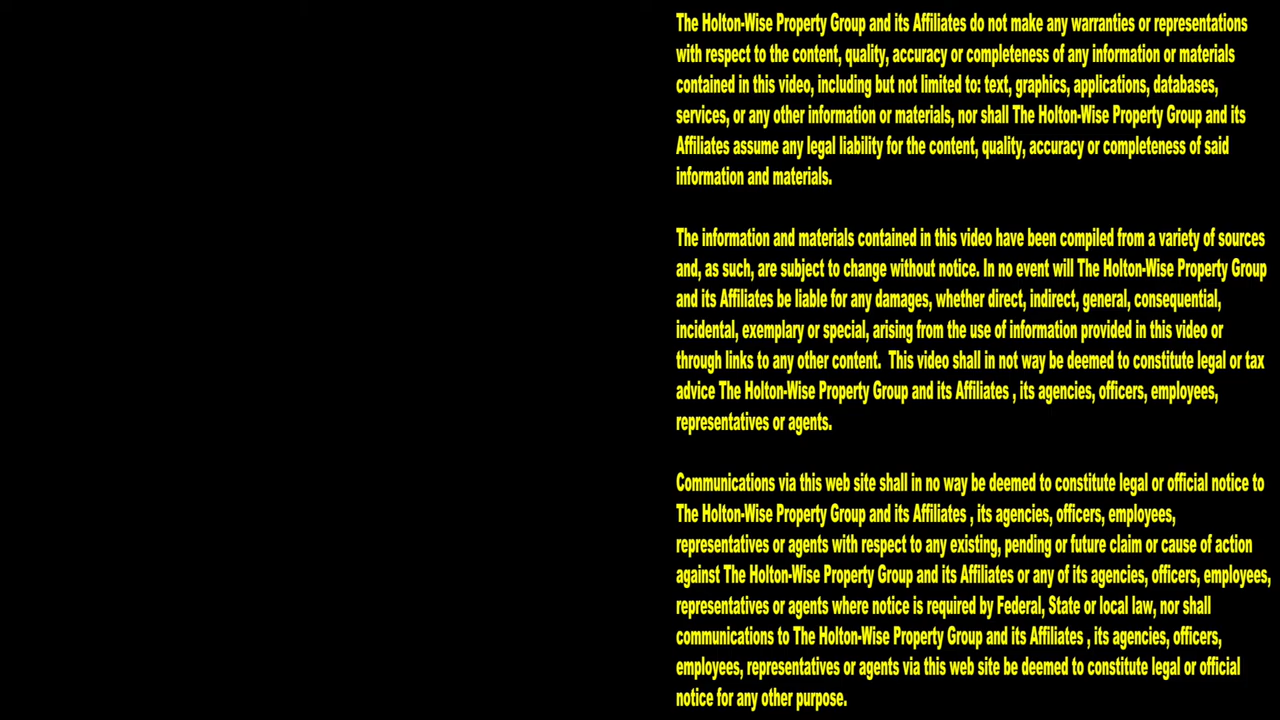 The Holton-Wise Property Group and its Affiliates do not make any warranties or representations
with respect to the content, quality, accuracy or completeness of any information or materials
contained in this video, including but not limited to: text, graphics, applications, databases,
services, or any other information or materials, nor shall The Holton-Wise Property Group and its
Affiliates assume any legal liability for the content, quality, accuracy or completeness of said
information and materials.
The information and materials contained in this video have been compiled from a variety of sources
and, as such, are subject to change without notice. In no event will The Holton-Wise Property Group
and its Affiliates be liable for any damages, whether direct, indirect, general, consequential,
incidental, exemplary or special, arising from the use of information provided in this video or
through links to any other content.  This video shall in not way be deemed to constitute legal or tax
advice The Holton-Wise Property Group and its Affiliates , its agencies, officers, employees,
representatives or agents.
Communications via this web site shall in no way be deemed to constitute legal or official notice to
The Holton-Wise Property Group and its Affiliates , its agencies, officers, employees,
representatives or agents with respect to any existing, pending or future claim or cause of action
against The Holton-Wise Property Group and its Affiliates or any of its agencies, officers, employees,
representatives or agents where notice is required by Federal, State or local law, nor shall
communications to The Holton-Wise Property Group and its Affiliates , its agencies, officers,
employees, representatives or agents via this web site be deemed to constitute legal or official
notice for any other purpose.